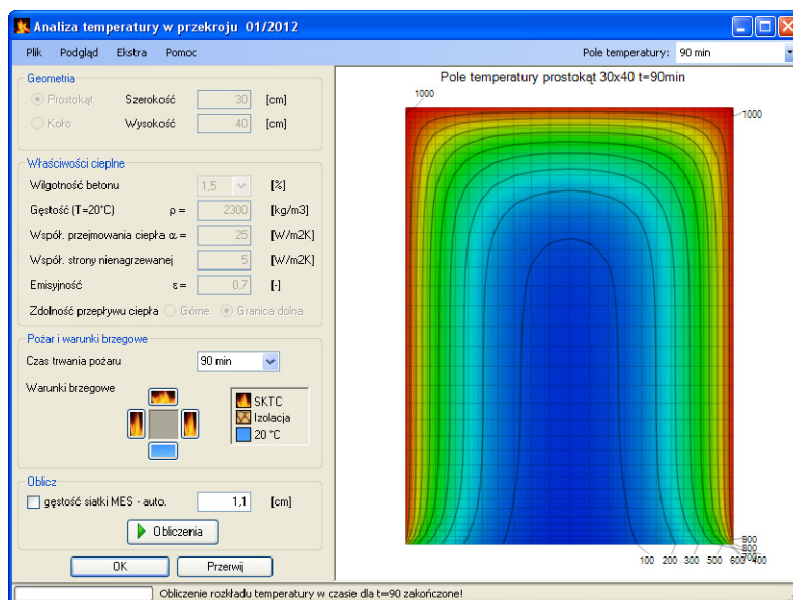 Analiza temperatury w przekroju 01/2012
Plik Podgląd Ekstra Pomoc Pole temperatury: 90 min
Geometria
Prostokąt Szerokość 30 [cm]
Koło Wysokość 40 [cm]
Właściwości cieplne
Wilgotność betonu 1,5 [%]
Gęstość (T=20°C) ρ = 2300 [kg/m3]
Współ. przejmowania ciepła α = 25 [W/m2K]
Współ. strony nienagrzewanej 5 [W/m2K]
Emisyjność ε = 0,7 [-]
Zdolność przepływu ciepła Górne Granica dolna
Pożar i warunki brzegowe
Czas trwania pożaru 90 min
Warunki brzegowe
SKTC
Izolacja
20 °C
Oblicz
gęstość siatki MES - auto. 1,1 [cm]
Obliczenia
OK Przerwij
Obliczenie rozkładu temperatury w czasie dla t=90 zakończone!
Pole temperatury prostokąt 30x40 t=90min
1000
1000
900
800
700
100 200 300 500 600 400